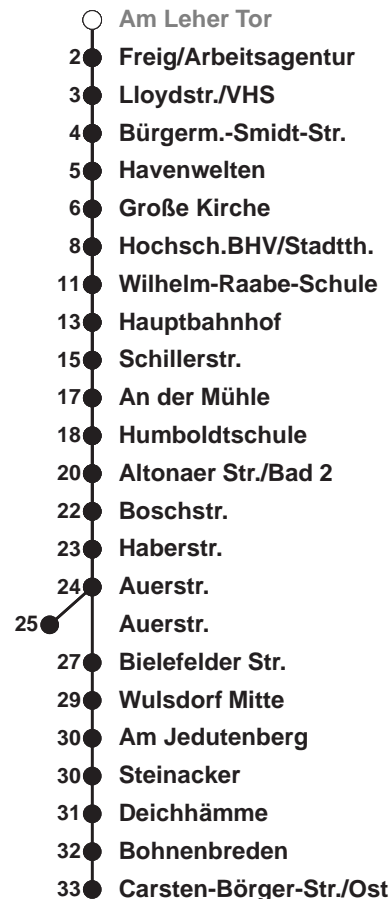 Am Leher Tor
2 Freig/Arbeitsagentur
3 Lloydstr./VHS
4 Bürgerm.-Smidt-Str.
5 Havenwelten
6 Große Kirche
8 Hochsch.BHV/Stadtth.
11 Wilhelm-Raabe-Schule
13 Hauptbahnhof
15 Schillerstr.
17 An der Mühle
18 Humboldtschule
20 Altonaer Str./Bad 2
22 Boschstr.
23 Haberstr.
24 Auerstr.
25 Auerstr.
27 Bielefelder Str.
29 Wulsdorf Mitte
30 Am Jedutenberg
30 Steinacker
31 Deichhämme
32 Bohnenbreden
33 Carsten-Börger-Str./Ost